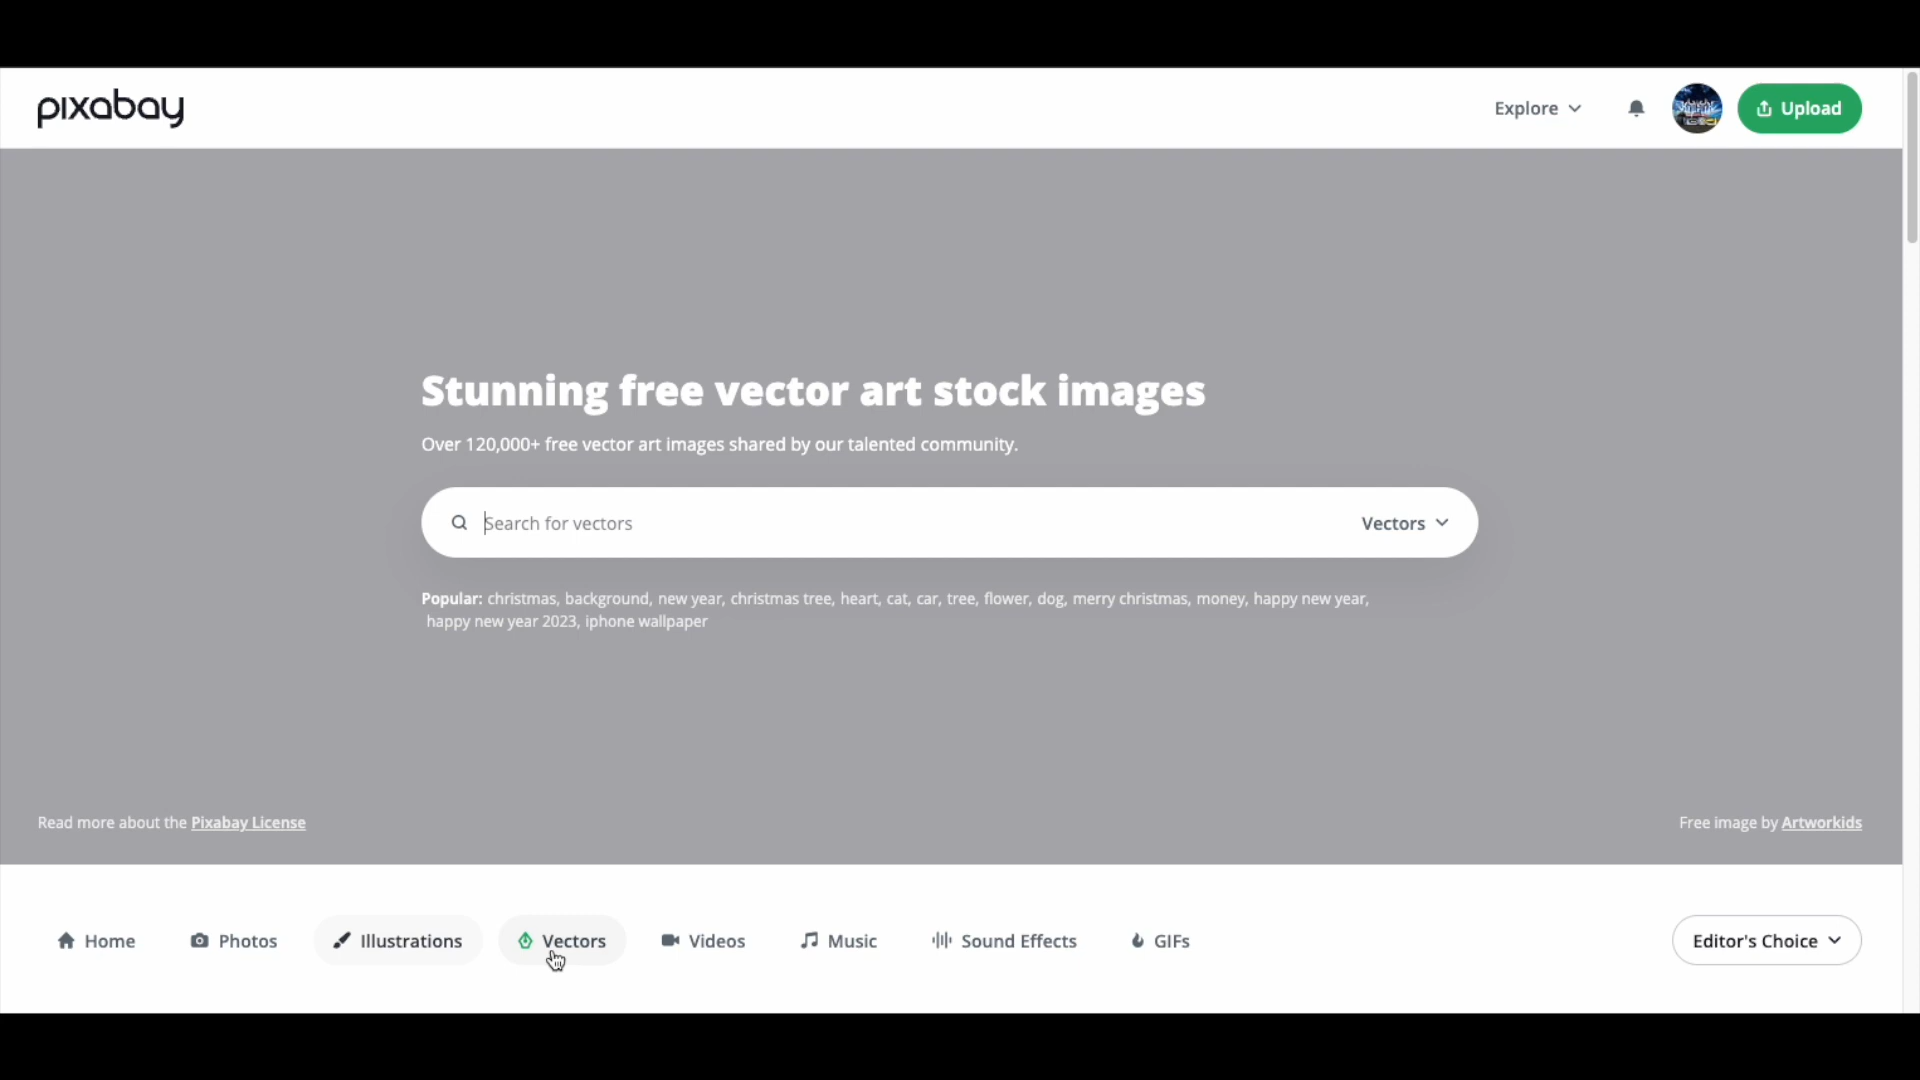 pixabay
Explore
Upload
Stunning free vector art stock images
Over 120,000+ free vector art images shared by our talented community.
Search for vectors
Vectors
Popular: christmas, background, new year, christmas tree, heart, cat, car, tree, flower, dog, merry christmas, money, happy new year,
happy new year 2023, iphone wallpaper
Read more about the Pixabay License
Free image by Artworkids
Home
Photos
Illustrations
Vectors
Videos
Music
Sound Effects
GIFs
Editor's Choice